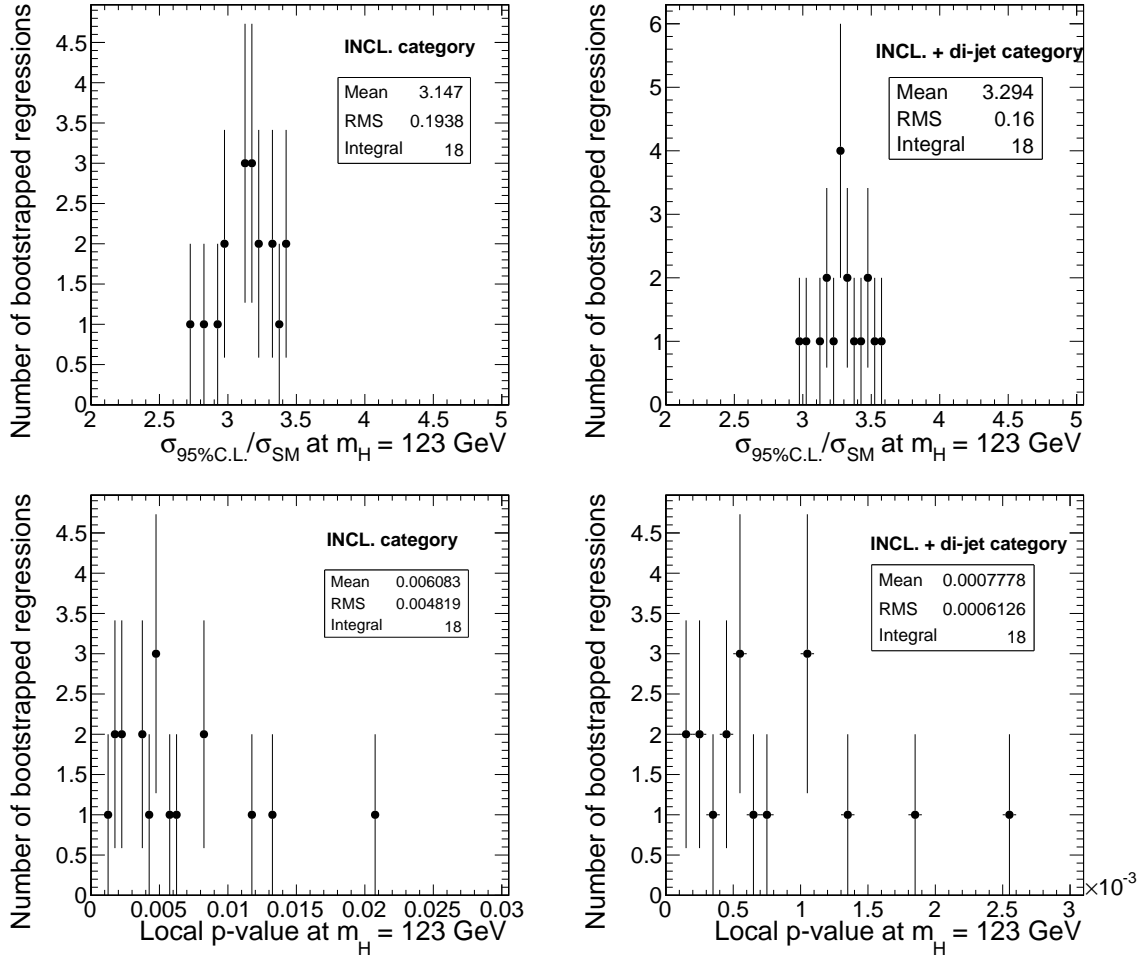 Number of bootstrapped regressions
4.5
4
3.5
3
2.5
2
1.5
1
0.5
0
INCL. category
Mean 3.147
RMS 0.1938
Integral 18
2 2.5 3 3.5 4 4.5 5
σ95%C.L./σSM at mH = 123 GeV
Number of bootstrapped regressions
6
5
4
3
2
1
0
INCL. + di-jet category
Mean 3.294
RMS 0.16
Integral 18
2 2.5 3 3.5 4 4.5 5
σ95%C.L./σSM at mH = 123 GeV
Number of bootstrapped regressions
4.5
4
3.5
3
2.5
2
1.5
1
0.5
0
INCL. category
Mean 0.006083
RMS 0.004819
Integral 18
0 0.005 0.01 0.015 0.02 0.025 0.03
Local p-value at mH = 123 GeV
Number of bootstrapped regressions
4.5
4
3.5
3
2.5
2
1.5
1
0.5
0
INCL. + di-jet category
Mean 0.0007778
RMS 0.0006126
Integral 18
×10-3
0 0.5 1 1.5 2 2.5 3
Local p-value at mH = 123 GeV